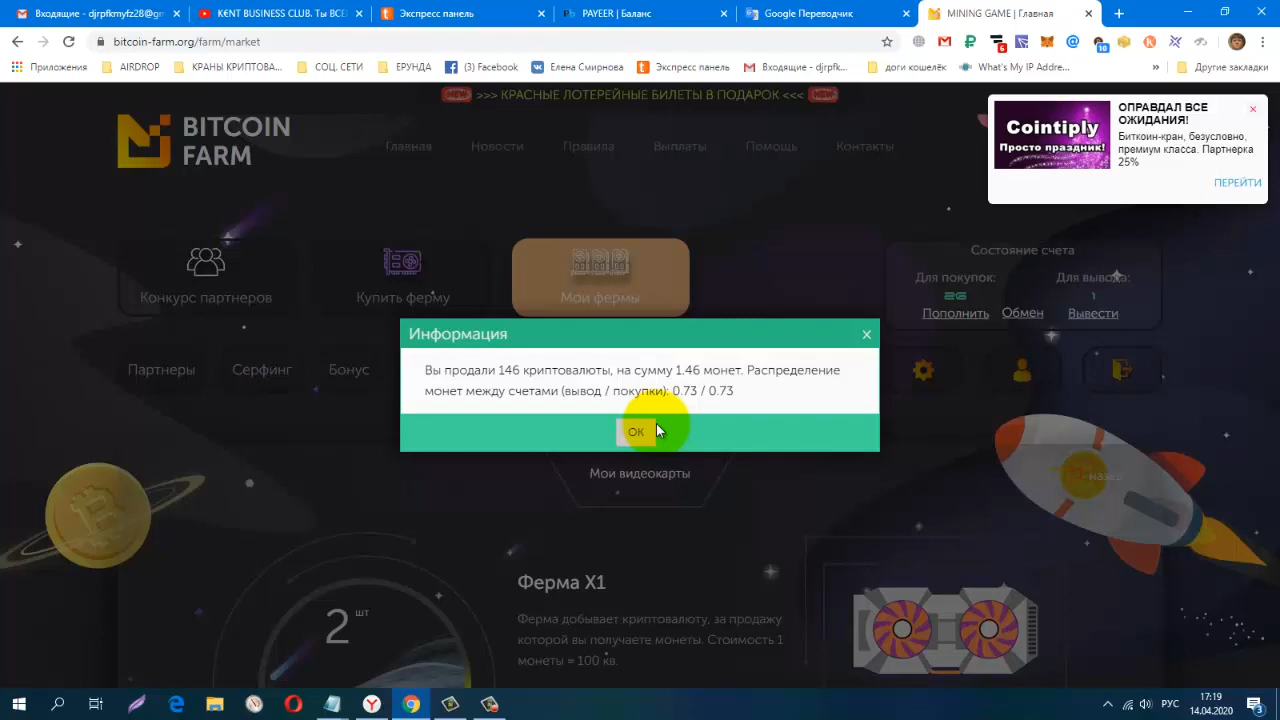 Входящие - djrpfkmyfz28@gm
KЄNT BUSINESS CLUB. Ты ВСЕГ
Экспресс панель
PAYEER | Баланс
Google Переводчик
MINING GAME | Главная
bitcoin-farm.org/farm/market
6
10
Приложения
AIRDROP
КРАНЫ КРИПТОВА...
СОЦ. СЕТИ
ЕРУНДА
(3) Facebook
Елена Смирнова
Экспресс панель
Входящие - djrpfk...
доги кошелёк
What's My IP Addre...
»
Другие закладки
NEW >>> КРАСНЫЕ ЛОТЕРЕЙНЫЕ БИЛЕТЫ В ПОДАРОК <<< NEW
BITCOIN
FARM
Главная
Новости
Правила
Выплаты
Помощь
Контакты
Cointiply
Просто праздник!
ОПРАВДАЛ ВСЕ
ОЖИДАНИЯ!
Биткоин-кран, безусловно,
премиум класса. Партнерка
25%
ПЕРЕЙТИ
Конкурс партнеров
Купить ферму
Мои фермы
Состояние счета
Для покупок:
Для вывода:
26
1
Пополнить
Обмен
Вывести
Партнеры
Серфинг
Бонус
Информация
Вы продали 146 криптовалюты, на сумму 1.46 монет. Распределение
монет между счетами (вывод / покупки): 0.73 / 0.73
OK
Мои видеокарты
назад
2 шт
Ферма X1
Ферма добывает криптовалюту, за продажу
которой вы получаете монеты. Стоимость 1
монеты = 100 кв.
РУС
17:19
14.04.2020
3